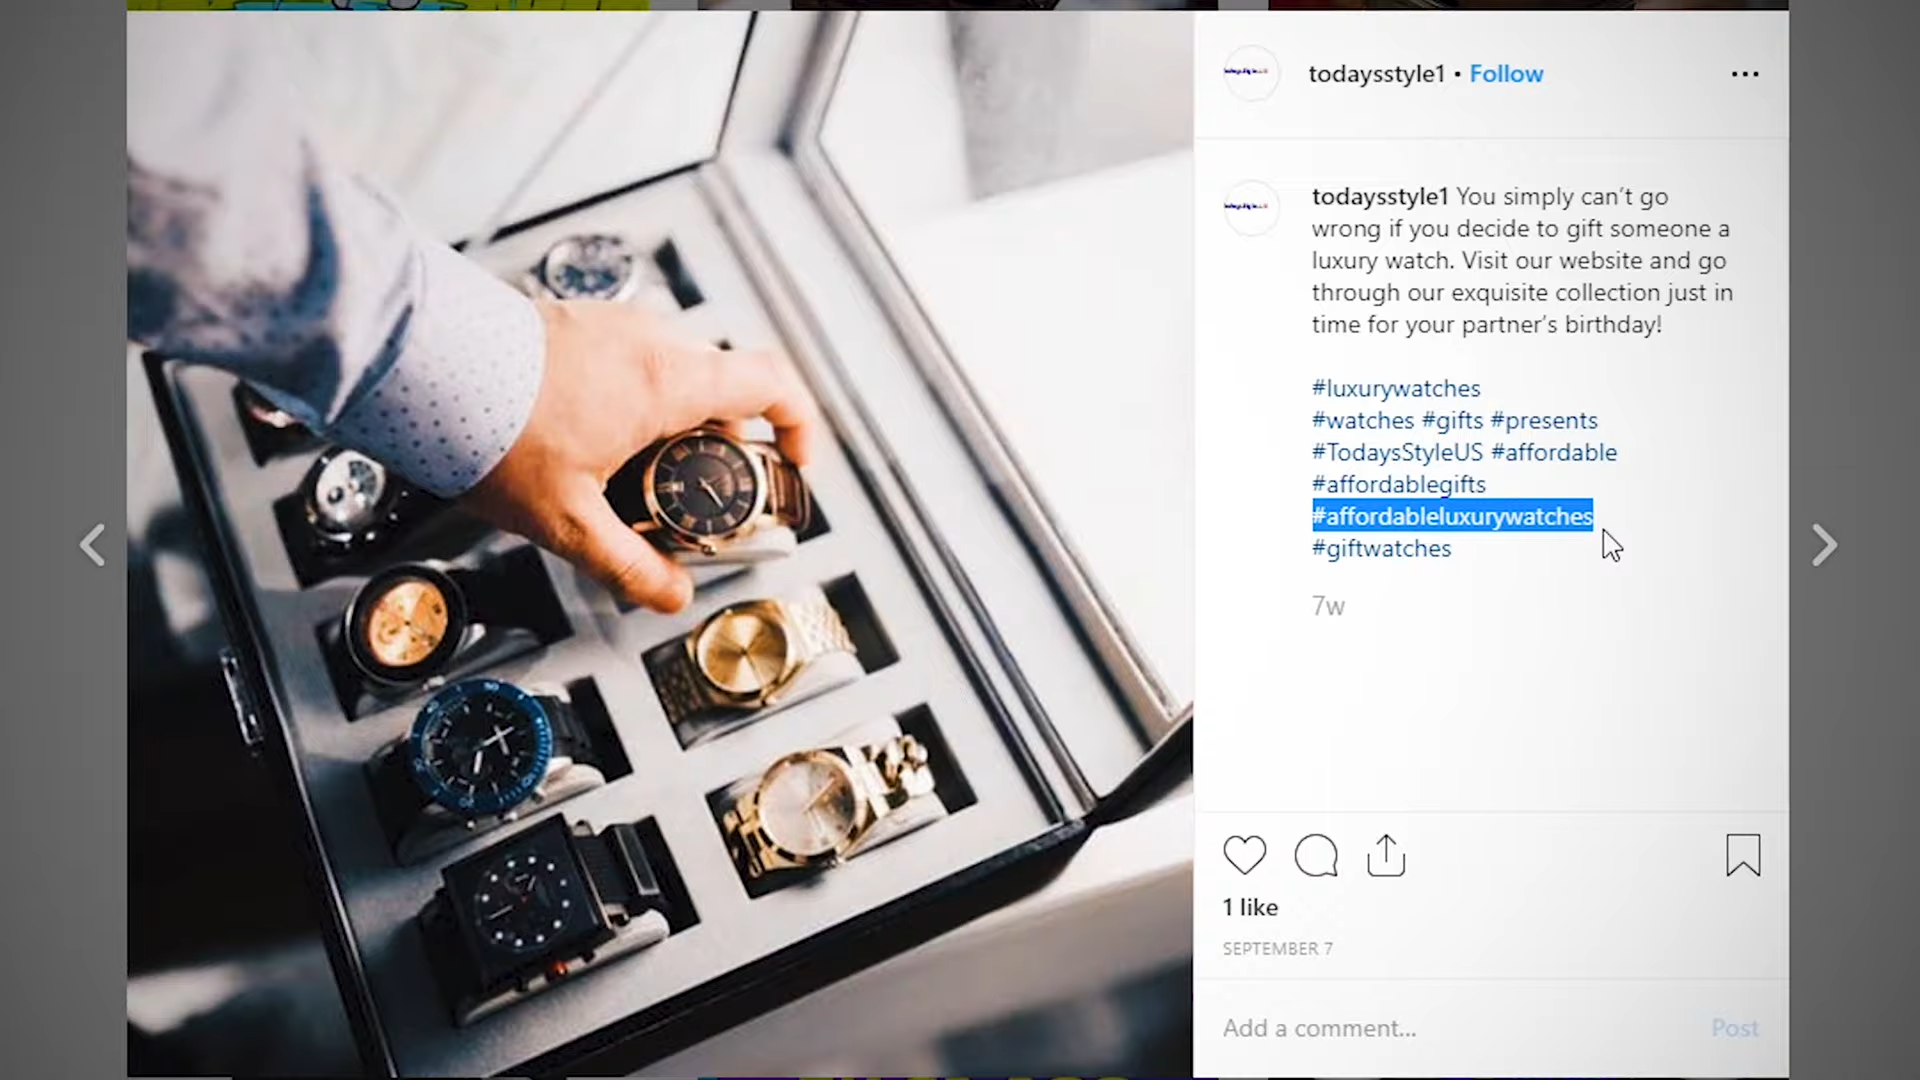 todaysstyle1 • Follow
todaysstyle1 You simply can't go
wrong if you decide to gift someone a
luxury watch. Visit our website and go
through our exquisite collection just in
time for your partner's birthday!
#luxurywatches
#watches #gifts #presents
#TodaysStyleUS #affordable
#affordablegifts
#affordableluxurywatches
#giftwatches
7w
1 like
SEPTEMBER 7
Add a comment...
Post